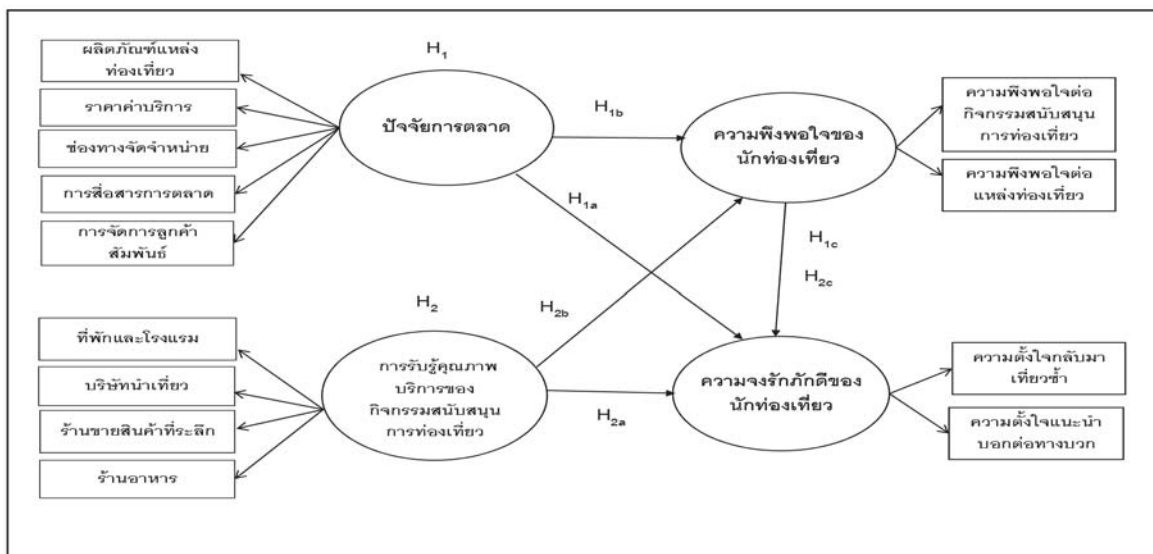 ผลิตภัณฑ์แหล่ง
ท่องเที่ยว
ราคาค่าบริการ
ช่องทางจัดจำหน่าย
การสื่อสารการตลาด
การจัดการลูกค้า
สัมพันธ์
H1
ปัจจัยการตลาด
H1b
ความพึงพอใจของ
นักท่องเที่ยว
ความพึงพอใจต่อ
กิจกรรมสนับสนุน
การท่องเที่ยว
ความพึงพอใจต่อ
แหล่งท่องเที่ยว
H1a
H1c
H2c
H2b
H2
ที่พักและโรงแรม
บริษัทนำเที่ยว
ร้านขายสินค้าที่ระลึก
ร้านอาหาร
การรับรู้คุณภาพ
บริการของ
กิจกรรมสนับสนุน
การท่องเที่ยว
H2a
ความจงรักภักดีของ
นักท่องเที่ยว
ความตั้งใจกลับมา
เที่ยวซ้ำ
ความตั้งใจแนะนำ
บอกต่อทางบวก